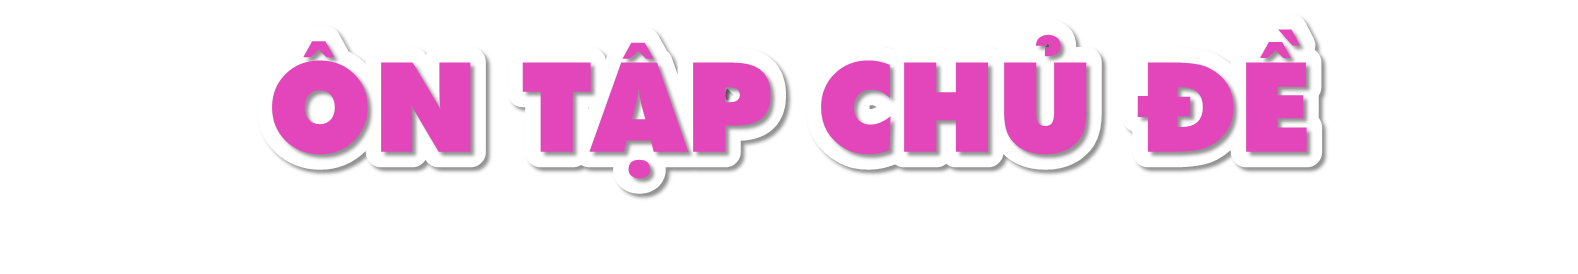 ÔN TẬP CHỦ ĐỀ